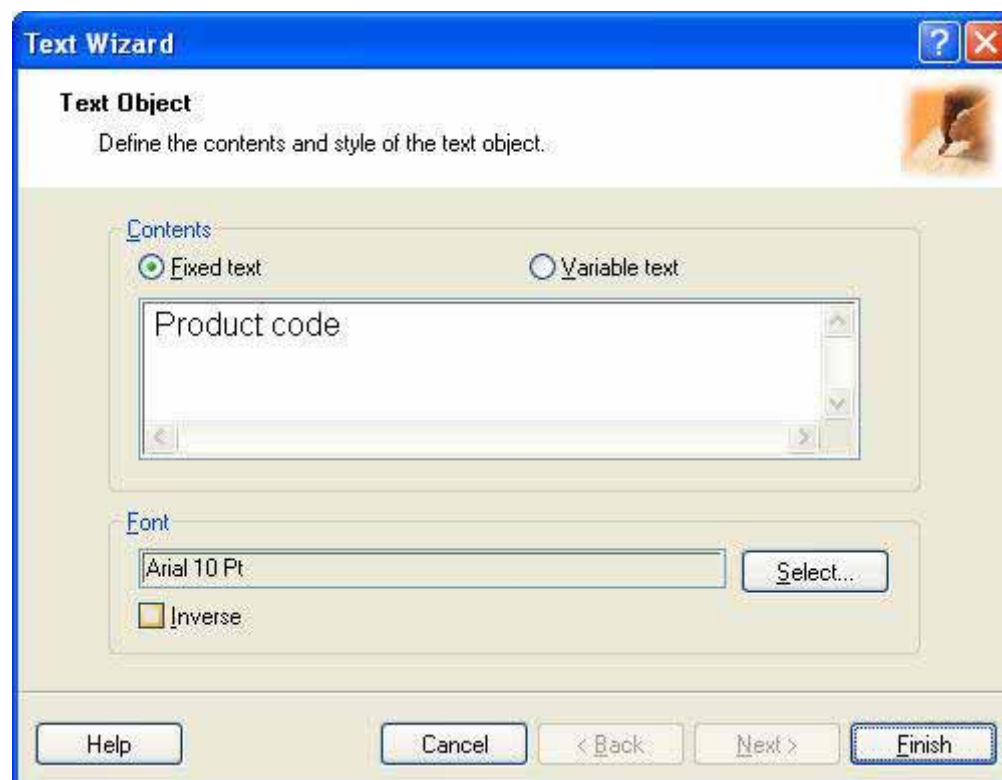 Text Wizard
Text Object
Define the contents and style of the text object.
Contents
Fixed text Variable text
Product code
Font
Arial 10 Pt Select...
Inverse
Help Cancel < Back Next > Finish